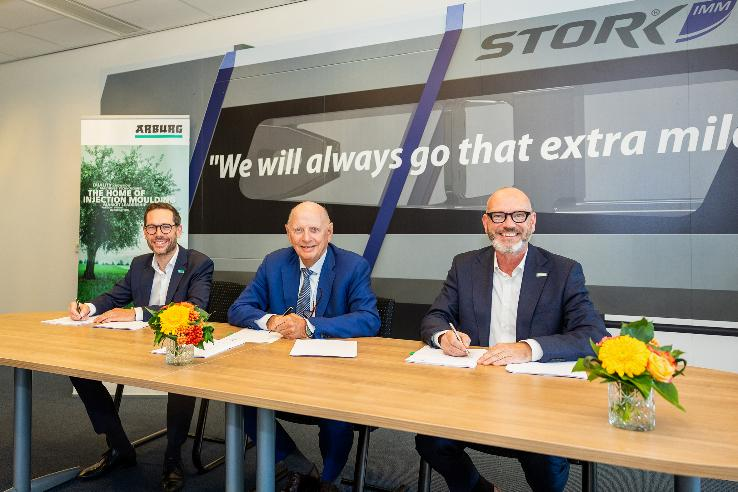 STORK IMM
"We will always go that extra mile
ARBURG
THE HOME OF
INJECTION MOULDING